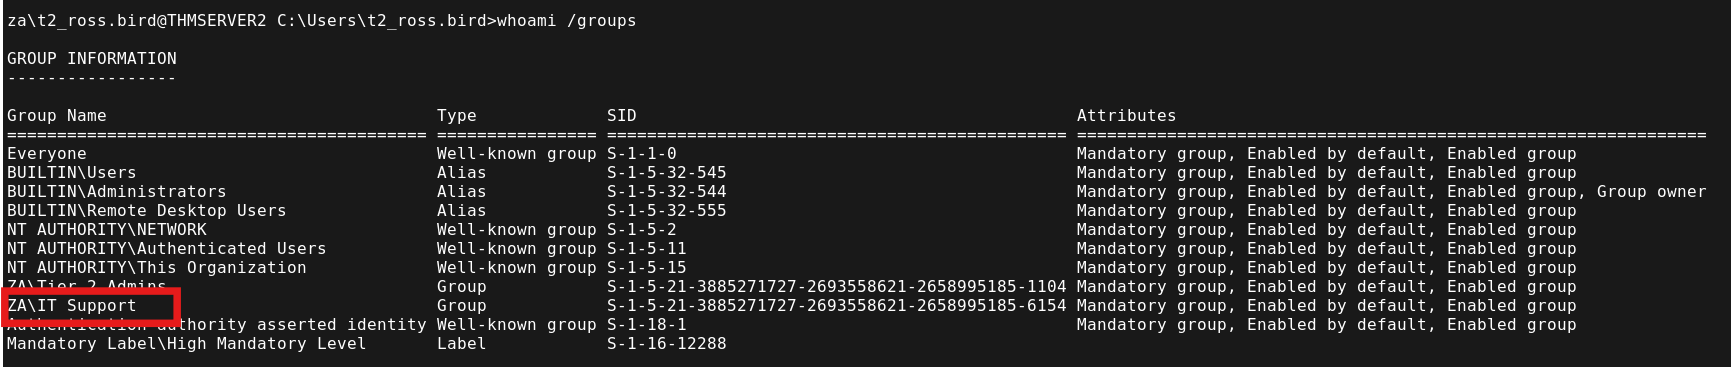 za\t2_ross.bird@THMSERVER2 C:\Users\t2_ross.bird>whoami /groups
GROUP INFORMATION
-----------------
Group Name                                 Type             SID                                            Attributes
========================================== ================ ============================================== ===============================================================
Everyone                                   Well-known group S-1-1-0                                        Mandatory group, Enabled by default, Enabled group
BUILTIN\Users                              Alias            S-1-5-32-545                                   Mandatory group, Enabled by default, Enabled group
BUILTIN\Administrators                     Alias            S-1-5-32-544                                   Mandatory group, Enabled by default, Enabled group, Group owner
BUILTIN\Remote Desktop Users               Alias            S-1-5-32-555                                   Mandatory group, Enabled by default, Enabled group
NT AUTHORITY\NETWORK                       Well-known group S-1-5-2                                        Mandatory group, Enabled by default, Enabled group
NT AUTHORITY\Authenticated Users           Well-known group S-1-5-11                                       Mandatory group, Enabled by default, Enabled group
NT AUTHORITY\This Organization             Well-known group S-1-5-15                                       Mandatory group, Enabled by default, Enabled group
ZA\Tier 2 Admins                           Group            S-1-5-21-3885271727-2693558621-2658995185-1104 Mandatory group, Enabled by default, Enabled group
ZA\IT Support                              Group            S-1-5-21-3885271727-2693558621-2658995185-6154 Mandatory group, Enabled by default, Enabled group
Authentication authority asserted identity Well-known group S-1-18-1                                       Mandatory group, Enabled by default, Enabled group
Mandatory Label\High Mandatory Level       Label            S-1-16-12288